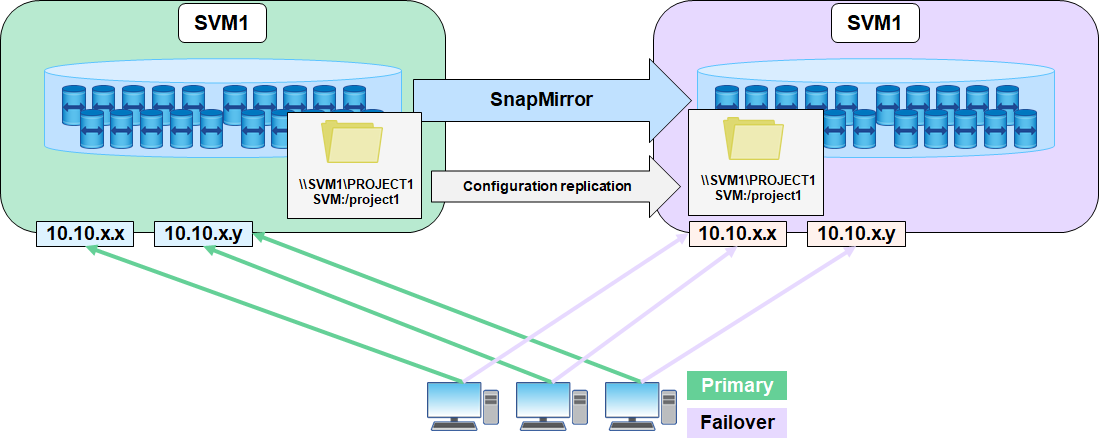 SVM1
SVM1
SnapMirror
\\SVM1\PROJECT1
SVM:/project1
Configuration replication
\\SVM1\PROJECT1
SVM:/project1
10.10.x.x
10.10.x.y
10.10.x.x
10.10.x.y
Primary
Failover